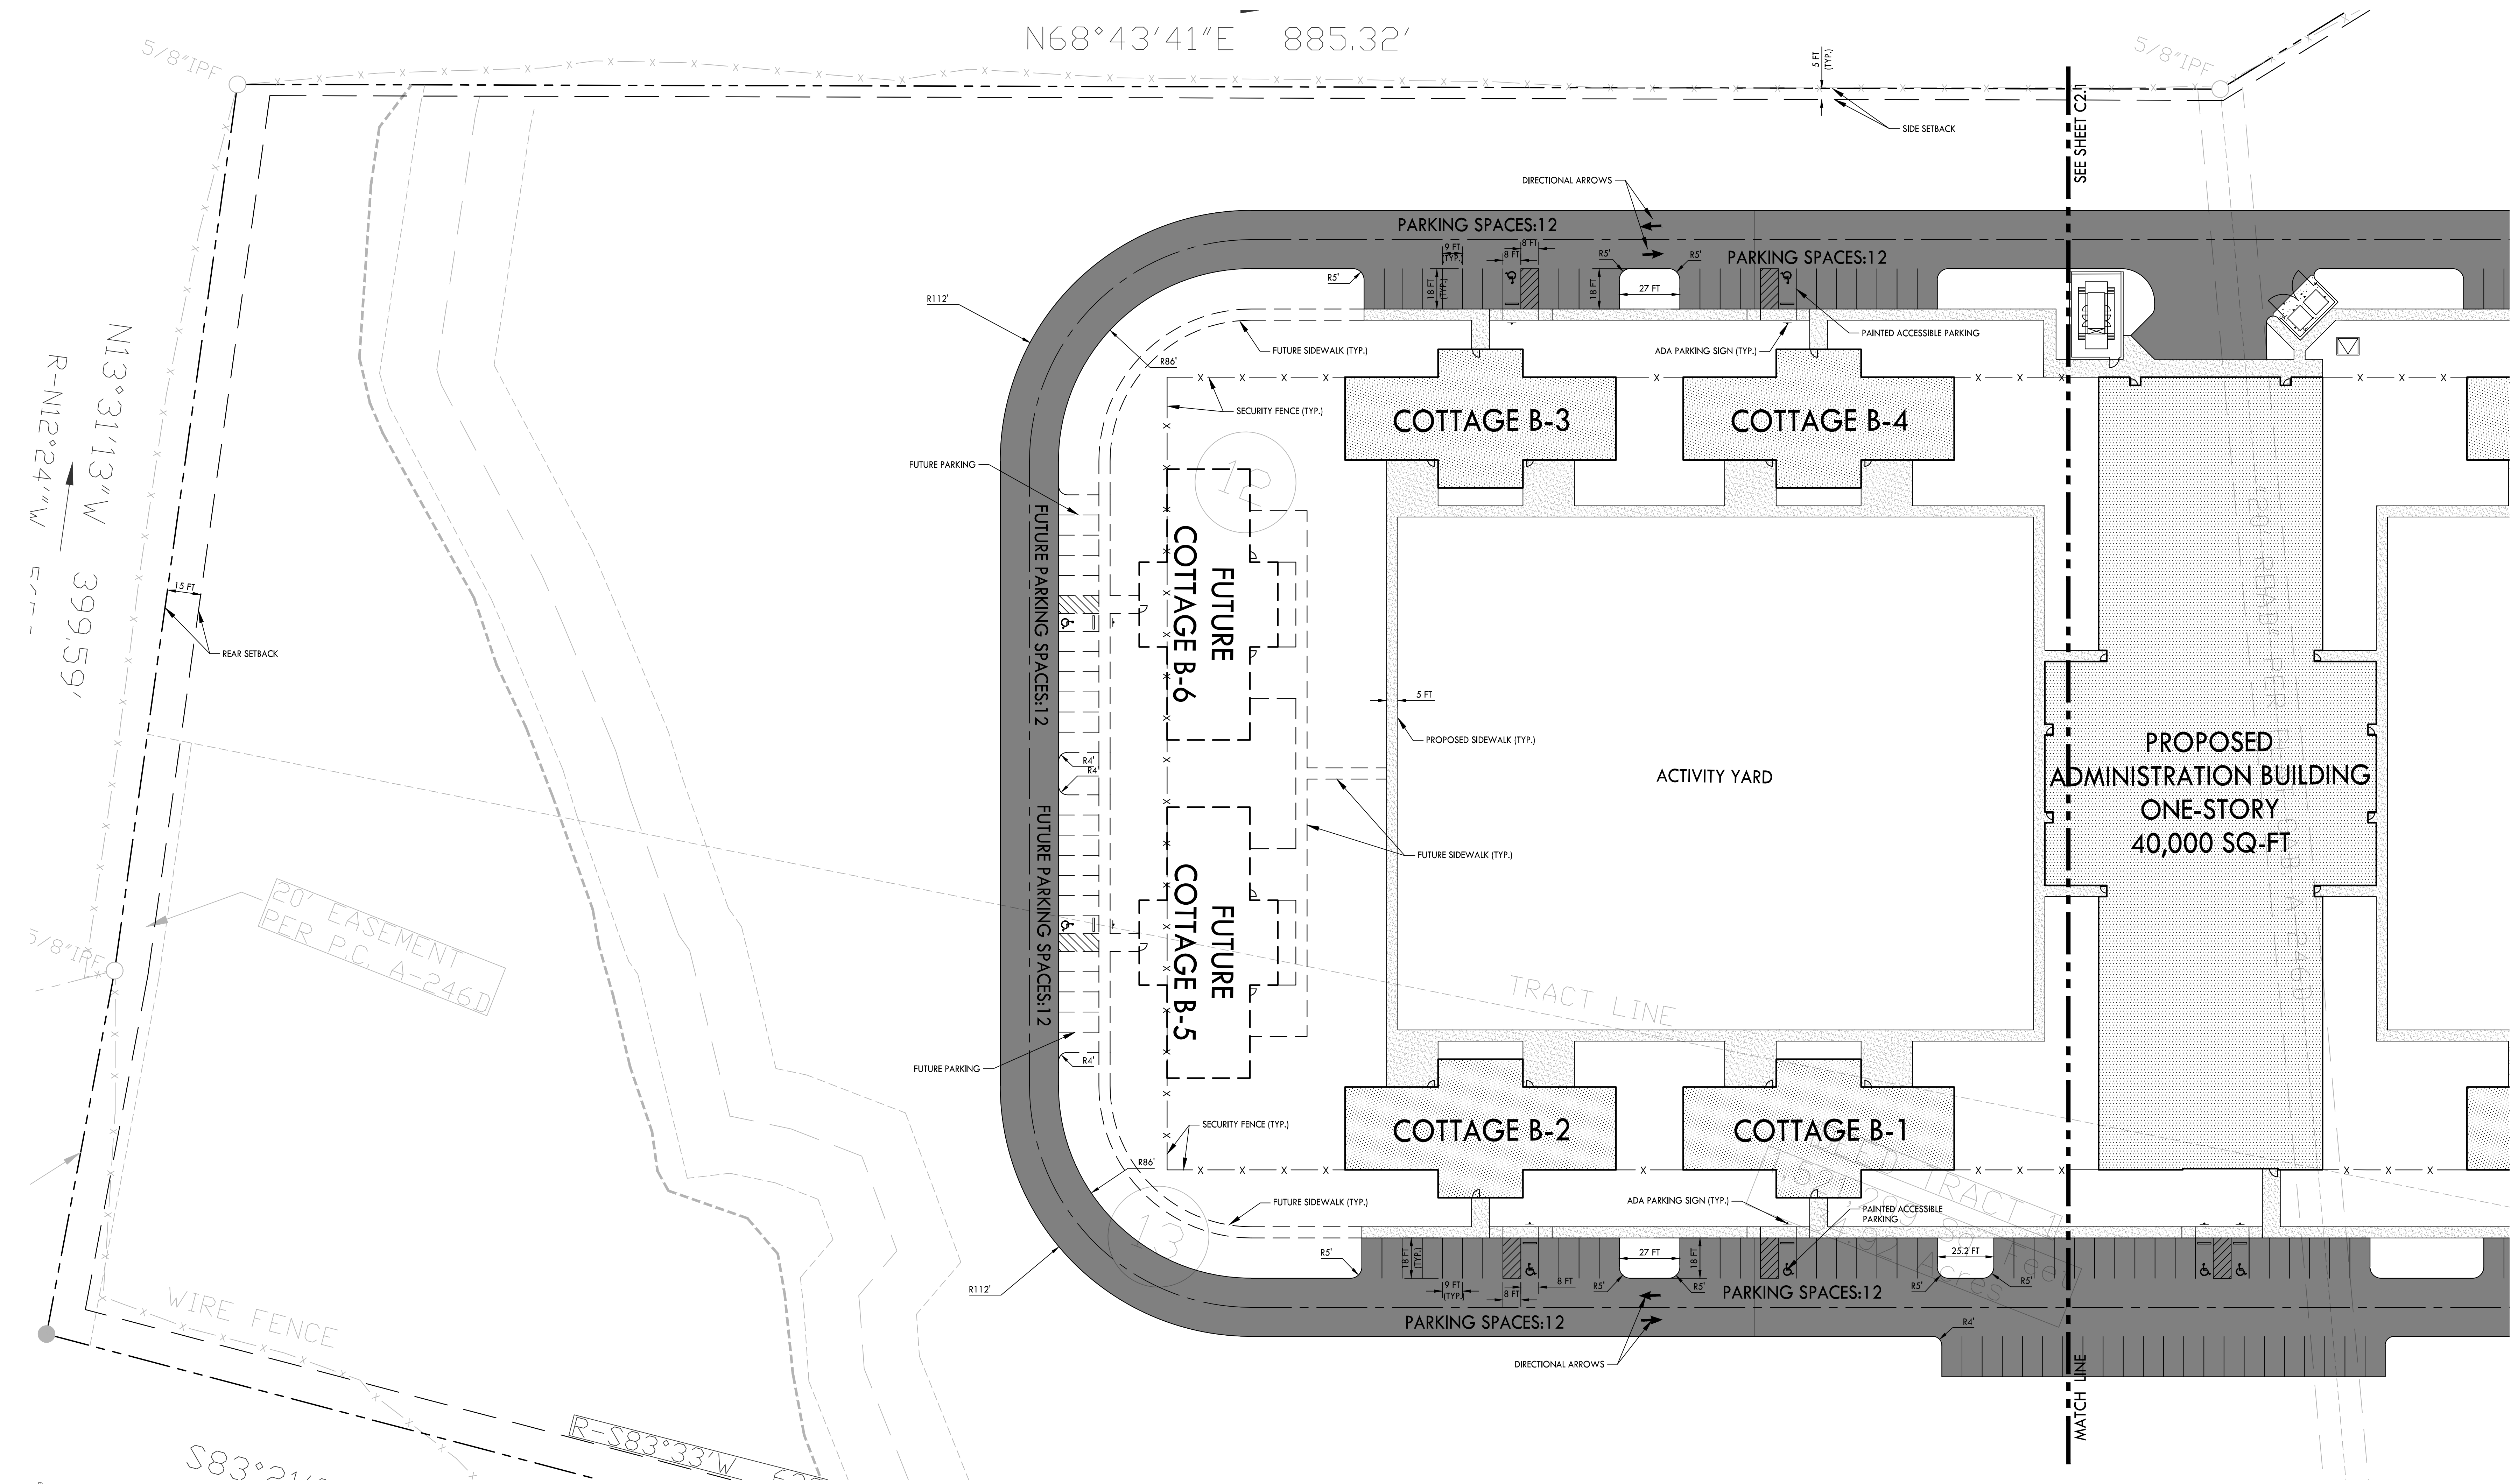 N68°43'41"E 885.32'
5/8"IPF
5/8"IPF
5 FT
(TYP.)
SEE SHEET C2.1
SIDE SETBACK
DIRECTIONAL ARROWS
PARKING SPACES:12
PARKING SPACES:12
9 FT
(TYP.)
8 FT
8 FT
R5'
R5'
R5'
18 FT
(TYP.)
18 FT
27 FT
R112'
R86'
FUTURE SIDEWALK (TYP.)
ADA PARKING SIGN (TYP.)
PAINTED ACCESSIBLE PARKING
SECURITY FENCE (TYP.)
COTTAGE B-3
COTTAGE B-4
12
N13°31'13"W 399.59'
R-N12°24'"W
FUTURE PARKING
FUTURE PARKING SPACES:12
FUTURE
COTTAGE B-6
15 FT
REAR SETBACK
5 FT
PROPOSED SIDEWALK (TYP.)
ACTIVITY YARD
PROPOSED
ADMINISTRATION BUILDING
ONE-STORY
40,000 SQ-FT
R4'
R4'
FUTURE SIDEWALK (TYP.)
FUTURE PARKING SPACES:12
FUTURE
COTTAGE B-5
20' EASEMENT
PER P.C. A-246D
5/8"IRF
TRACT LINE
FUTURE PARKING
R4'
SECURITY FENCE (TYP.)
COTTAGE B-2
COTTAGE B-1
R86'
FUTURE SIDEWALK (TYP.)
ADA PARKING SIGN (TYP.)
PAINTED ACCESSIBLE
PARKING
TRACT 1
Acres
13
R5'
18 FT
(TYP.)
27 FT
18 FT
25.2 FT
R112'
9 FT
(TYP.)
8 FT
8 FT
R5'
R5'
R5'
R5'
PARKING SPACES:12
PARKING SPACES:12
R4'
DIRECTIONAL ARROWS
MATCH LINE
WIRE FENCE
R-S83°33'W